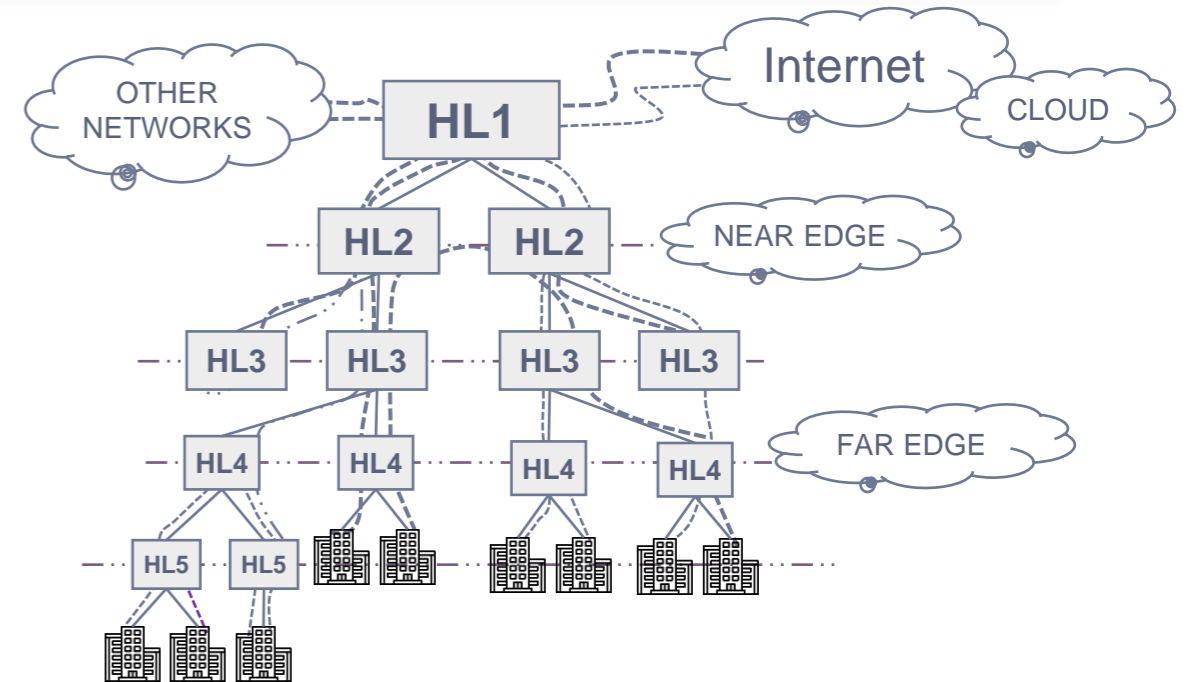 OTHER
NETWORKS
HL1
Internet
CLOUD
HL2
HL2
NEAR EDGE
HL3
HL3
HL3
HL3
HL4
HL4
HL4
HL4
FAR EDGE
HL5
HL5